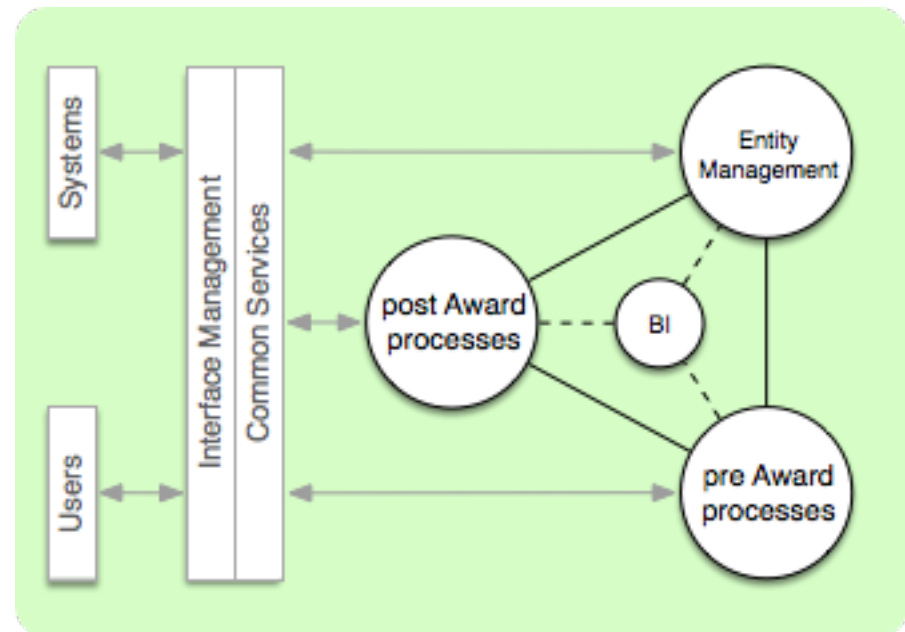 Systems
Users
Interface Management
Common Services
Entity
Management
post Award
processes
BI
pre Award
processes